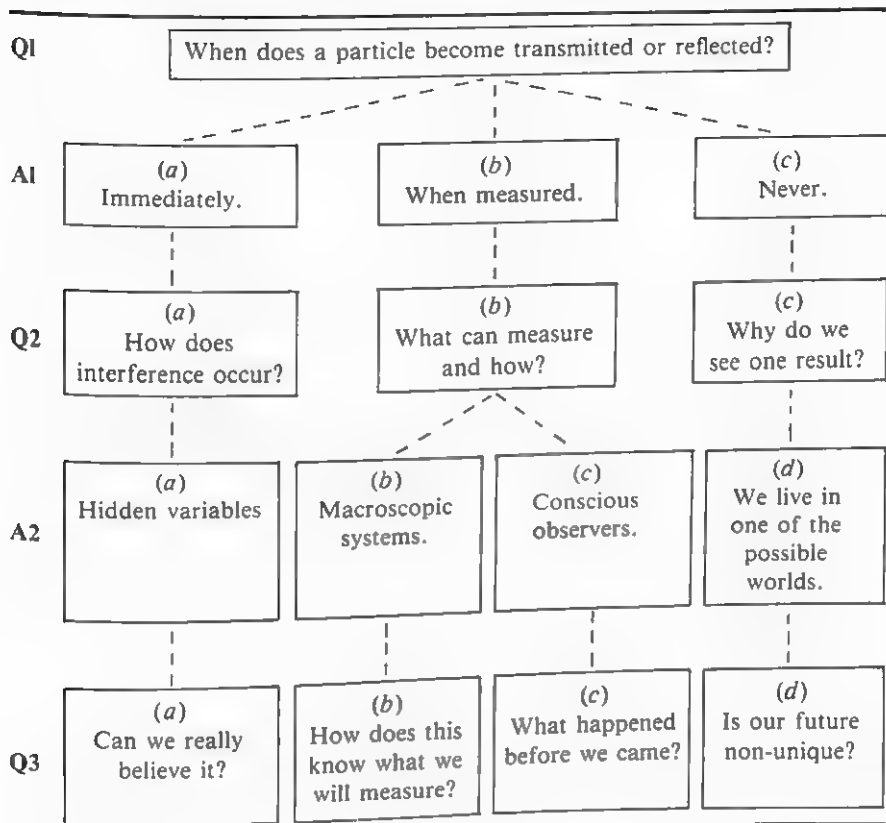 Q1
When does a particle become transmitted or reflected?
A1
(a)
Immediately.
(b)
When measured.
(c)
Never.
Q2
(a)
How does
interference occur?
(b)
What can measure
and how?
(c)
Why do we
see one result?
A2
(a)
Hidden variables
(b)
Macroscopic
systems.
(c)
Conscious
observers.
(d)
We live in
one of the
possible
worlds.
Q3
(a)
Can we really
believe it?
(b)
How does this
know what we
will measure?
(c)
What happened
before we came?
(d)
Is our future
non-unique?